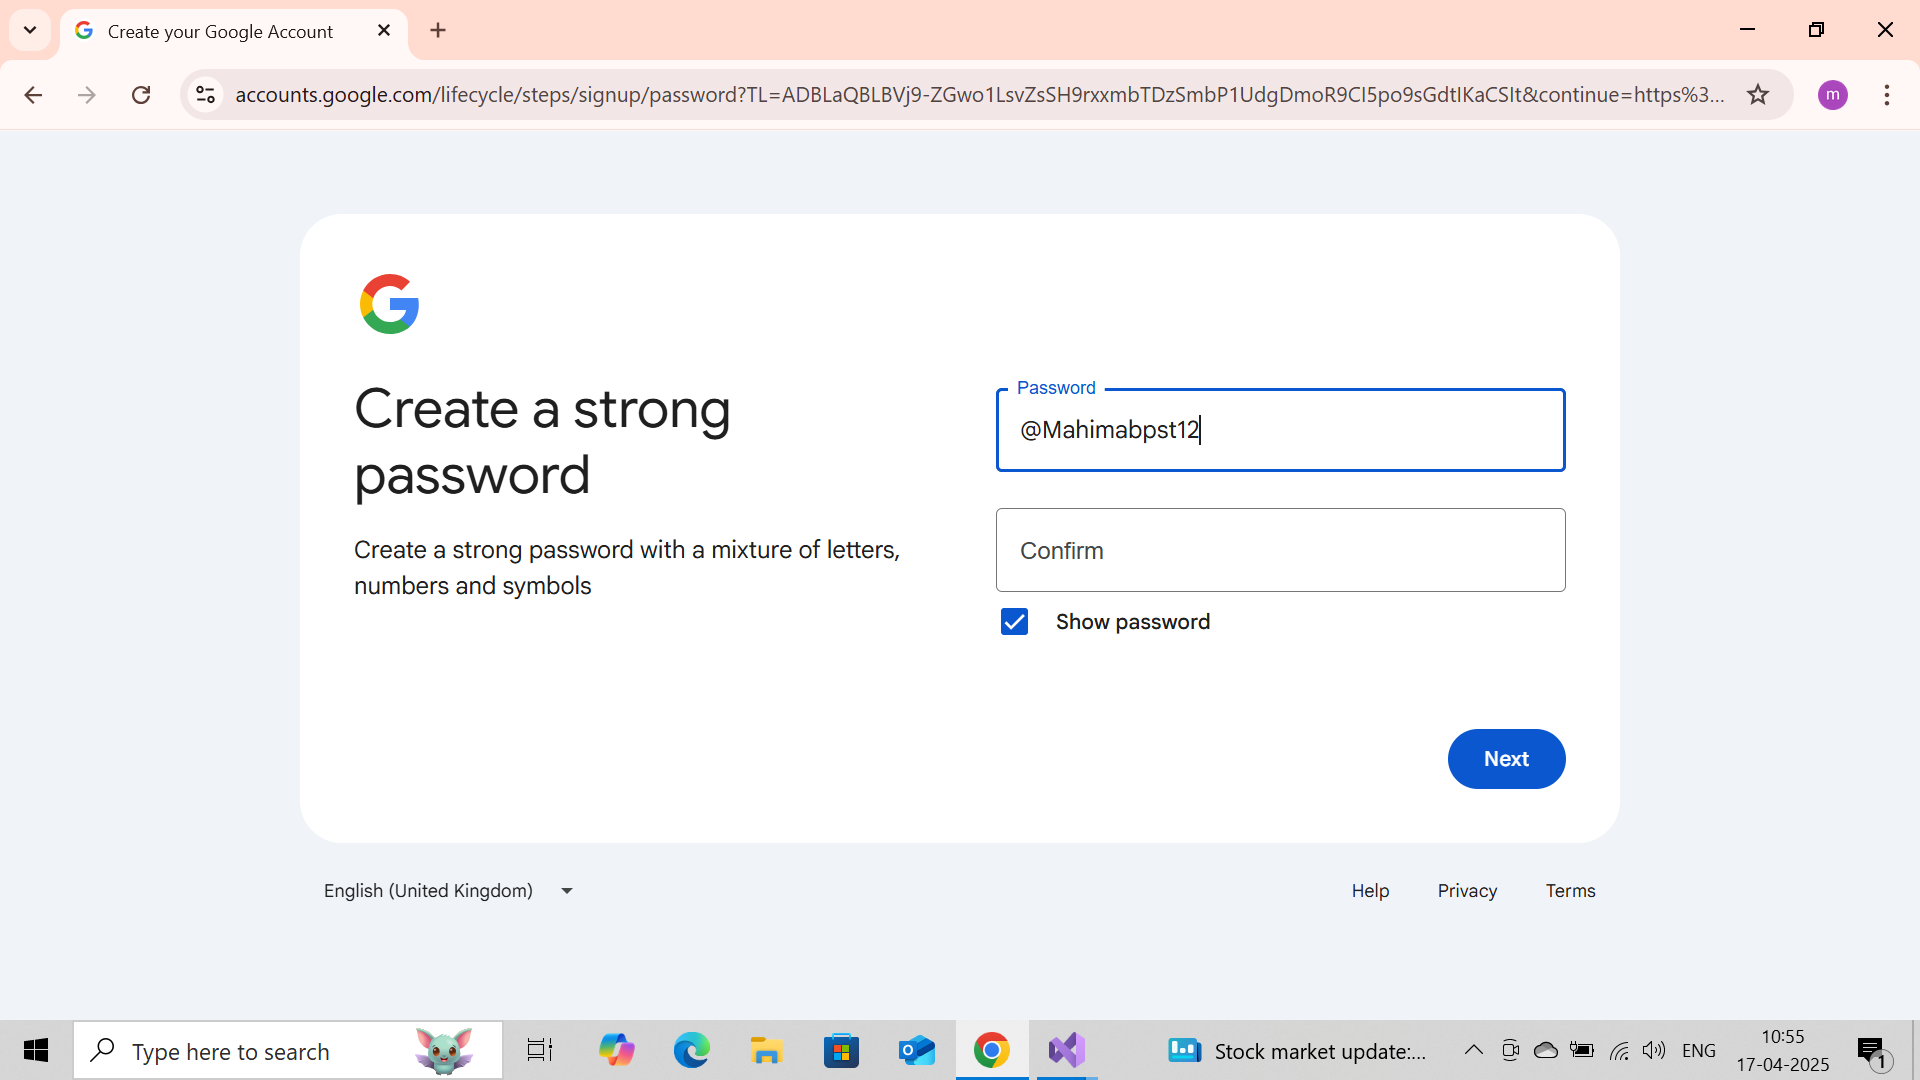 Create your Google Account
accounts.google.com/lifecycle/steps/signup/password?TL=ADBLaQBLBVj9-ZGwo1LsvZsSH9rxxmbTDzSmbP1UdgDmoR9CI5po9sGdtIKaCSIt&continue=https%3...
m
Create a strong
password
Create a strong password with a mixture of letters,
numbers and symbols
Password
@Mahimabpst12
Confirm
Show password
Next
English (United Kingdom)
Help
Privacy
Terms
Type here to search
Stock market update:...
ENG
10:55
17-04-2025
1